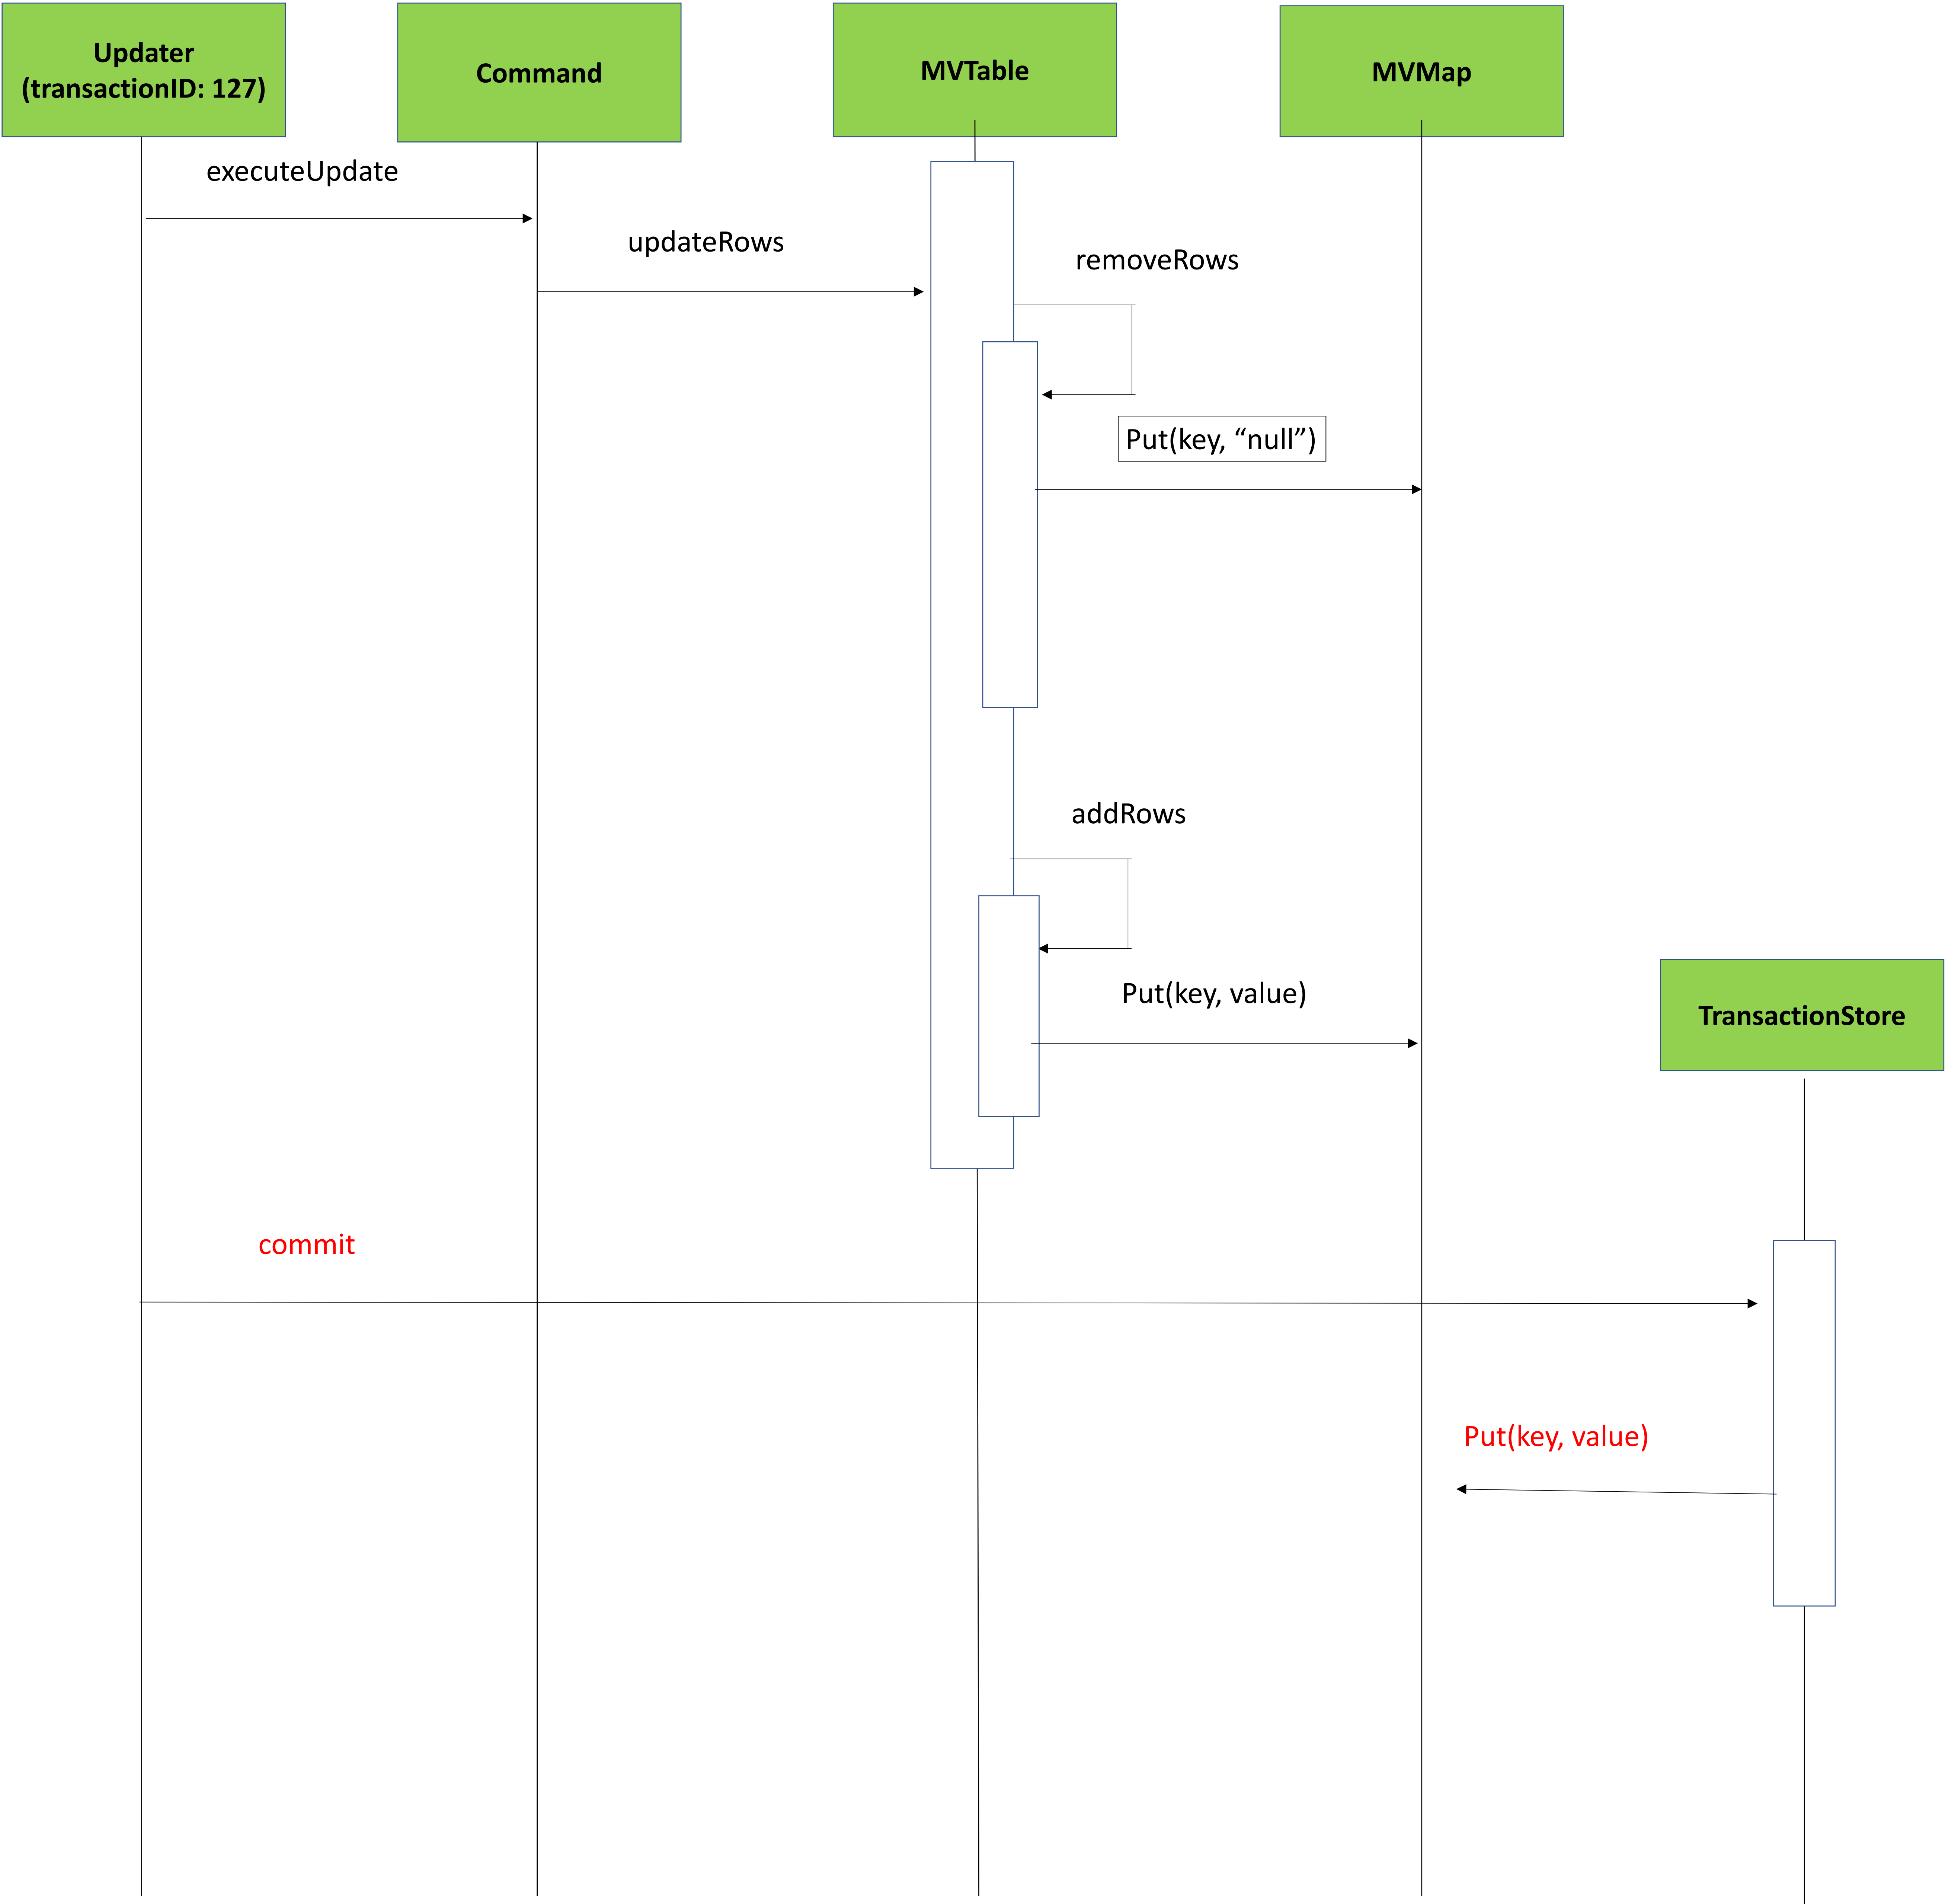 Updater
(transactionID: 127)
Command
MVTable
MVMap
executeUpdate
updateRows
removeRows
Put(key, “null”)
addRows
Put(key, value)
TransactionStore
commit
Put(key, value)